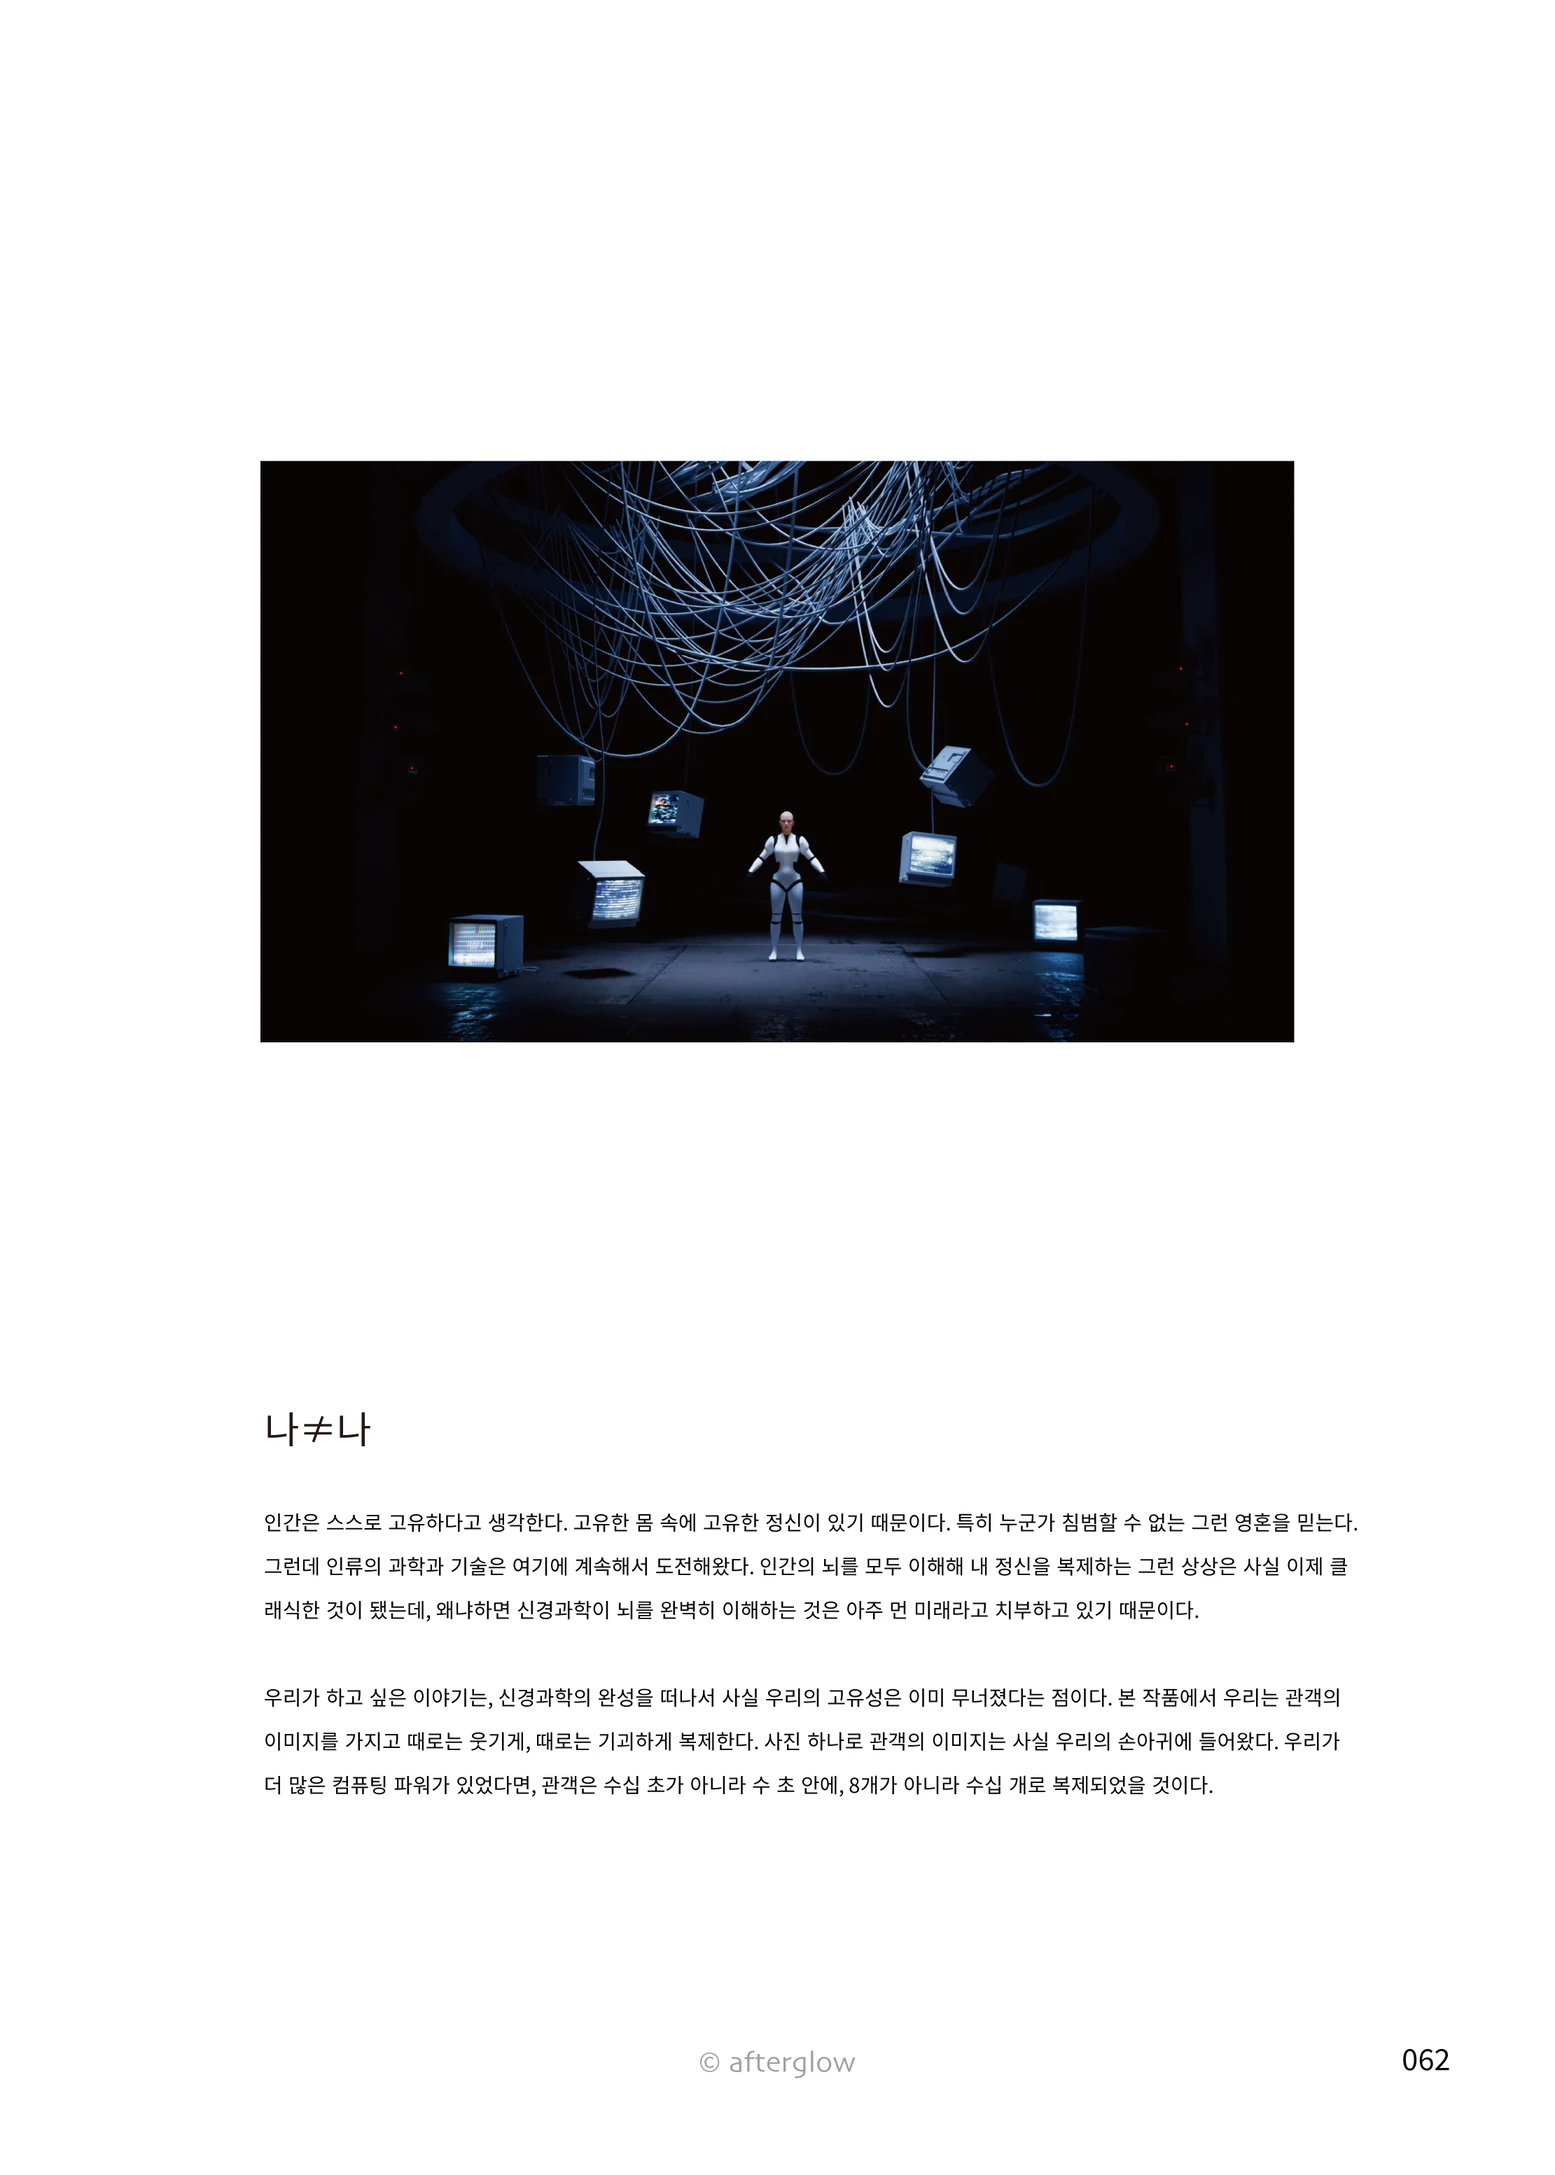 나≠나
인간은 스스로 고유하다고 생각한다. 고유한 몸 속에 고유한 정신이 있기 때문이다. 특히 누군가 침범할 수 없는 그런 영혼을 믿는다.
그런데 인류의 과학과 기술은 여기에 계속해서 도전해왔다. 인간의 뇌를 모두 이해해 내 정신을 복제하는 그런 상상은 사실 이제 클
래식한 것이 됐는데, 왜냐하면 신경과학이 뇌를 완벽히 이해하는 것은 아주 먼 미래라고 치부하고 있기 때문이다.
우리가 하고 싶은 이야기는, 신경과학의 완성을 떠나서 사실 우리의 고유성은 이미 무너졌다는 점이다. 본 작품에서 우리는 관객의
이미지를 가지고 때로는 웃기게, 때로는 기괴하게 복제한다. 사진 하나로 관객의 이미지는 사실 우리의 손아귀에 들어왔다. 우리가
더 많은 컴퓨팅 파워가 있었다면, 관객은 수십 초가 아니라 수 초 안에, 8개가 아니라 수십 개로 복제되었을 것이다.
© afterglow
062